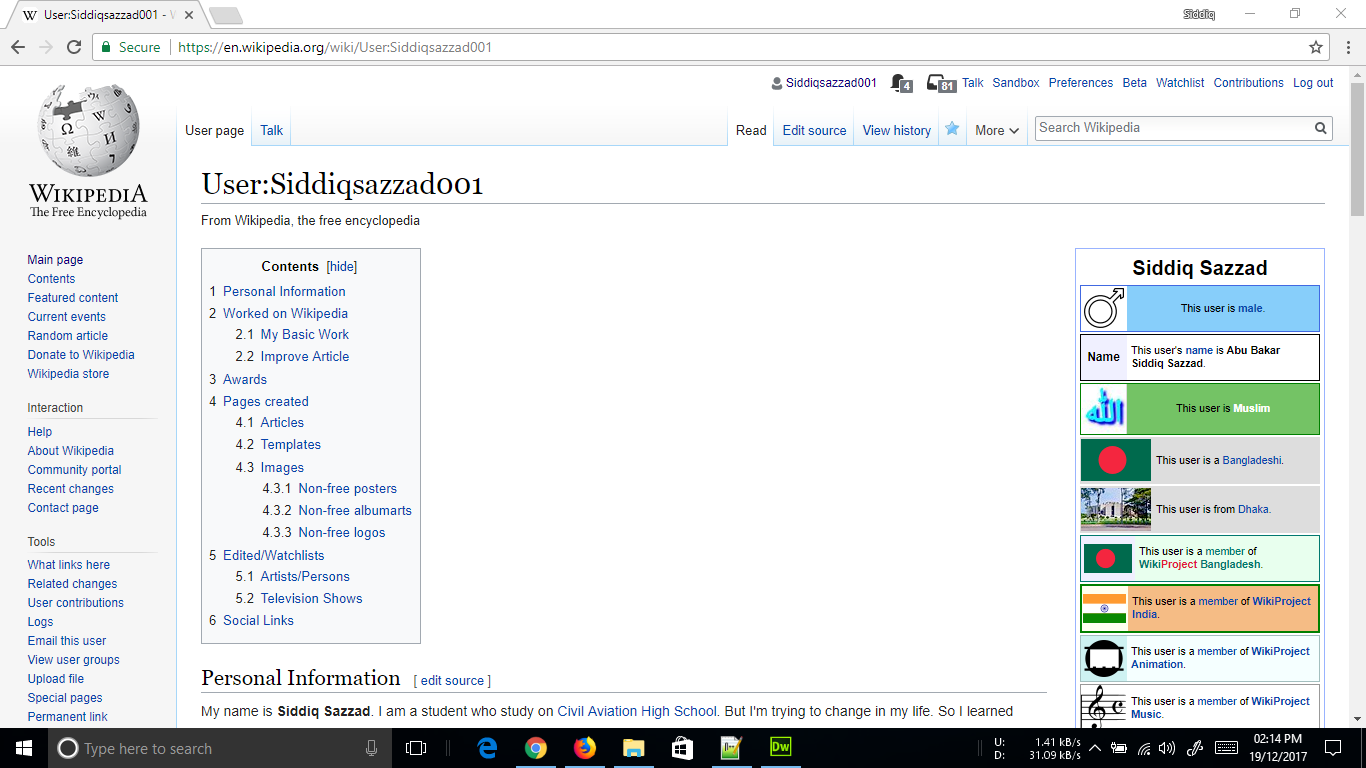 User:Siddiqsazzad001 - W
Siddiq
Secure
https://en.wikipedia.org/wiki/User:Siddiqsazzad001
Siddiqsazzad001 4 81 Talk Sandbox Preferences Beta Watchlist Contributions Log out
User page Talk Read Edit source View history More Search Wikipedia
WIKIPEDIA
The Free Encyclopedia
Main page
Contents
Featured content
Current events
Random article
Donate to Wikipedia
Wikipedia store
Interaction
Help
About Wikipedia
Community portal
Recent changes
Contact page
Tools
What links here
Related changes
User contributions
Logs
Email this user
View user groups
Upload file
Special pages
Permanent link
User:Siddiqsazzad001
From Wikipedia, the free encyclopedia
Contents [hide]
1 Personal Information
2 Worked on Wikipedia
2.1 My Basic Work
2.2 Improve Article
3 Awards
4 Pages created
4.1 Articles
4.2 Templates
4.3 Images
4.3.1 Non-free posters
4.3.2 Non-free albumarts
4.3.3 Non-free logos
5 Edited/Watchlists
5.1 Artists/Persons
5.2 Television Shows
6 Social Links
Personal Information [ edit source ]
My name is Siddiq Sazzad. I am a student who study on Civil Aviation High School. But I'm trying to change in my life. So I learned
Siddiq Sazzad
This user is male.
Name
This user's name is Abu Bakar
Siddiq Sazzad.
الله
This user is Muslim
This user is a Bangladeshi.
This user is from Dhaka.
This user is a member of
WikiProject Bangladesh.
This user is a member of WikiProject
India.
This user is a member of WikiProject
Animation.
This user is a member of WikiProject
Music.
Type here to search
Dw
U: 1.41 kB/s
D: 31.09 kB/s
02:14 PM
19/12/2017